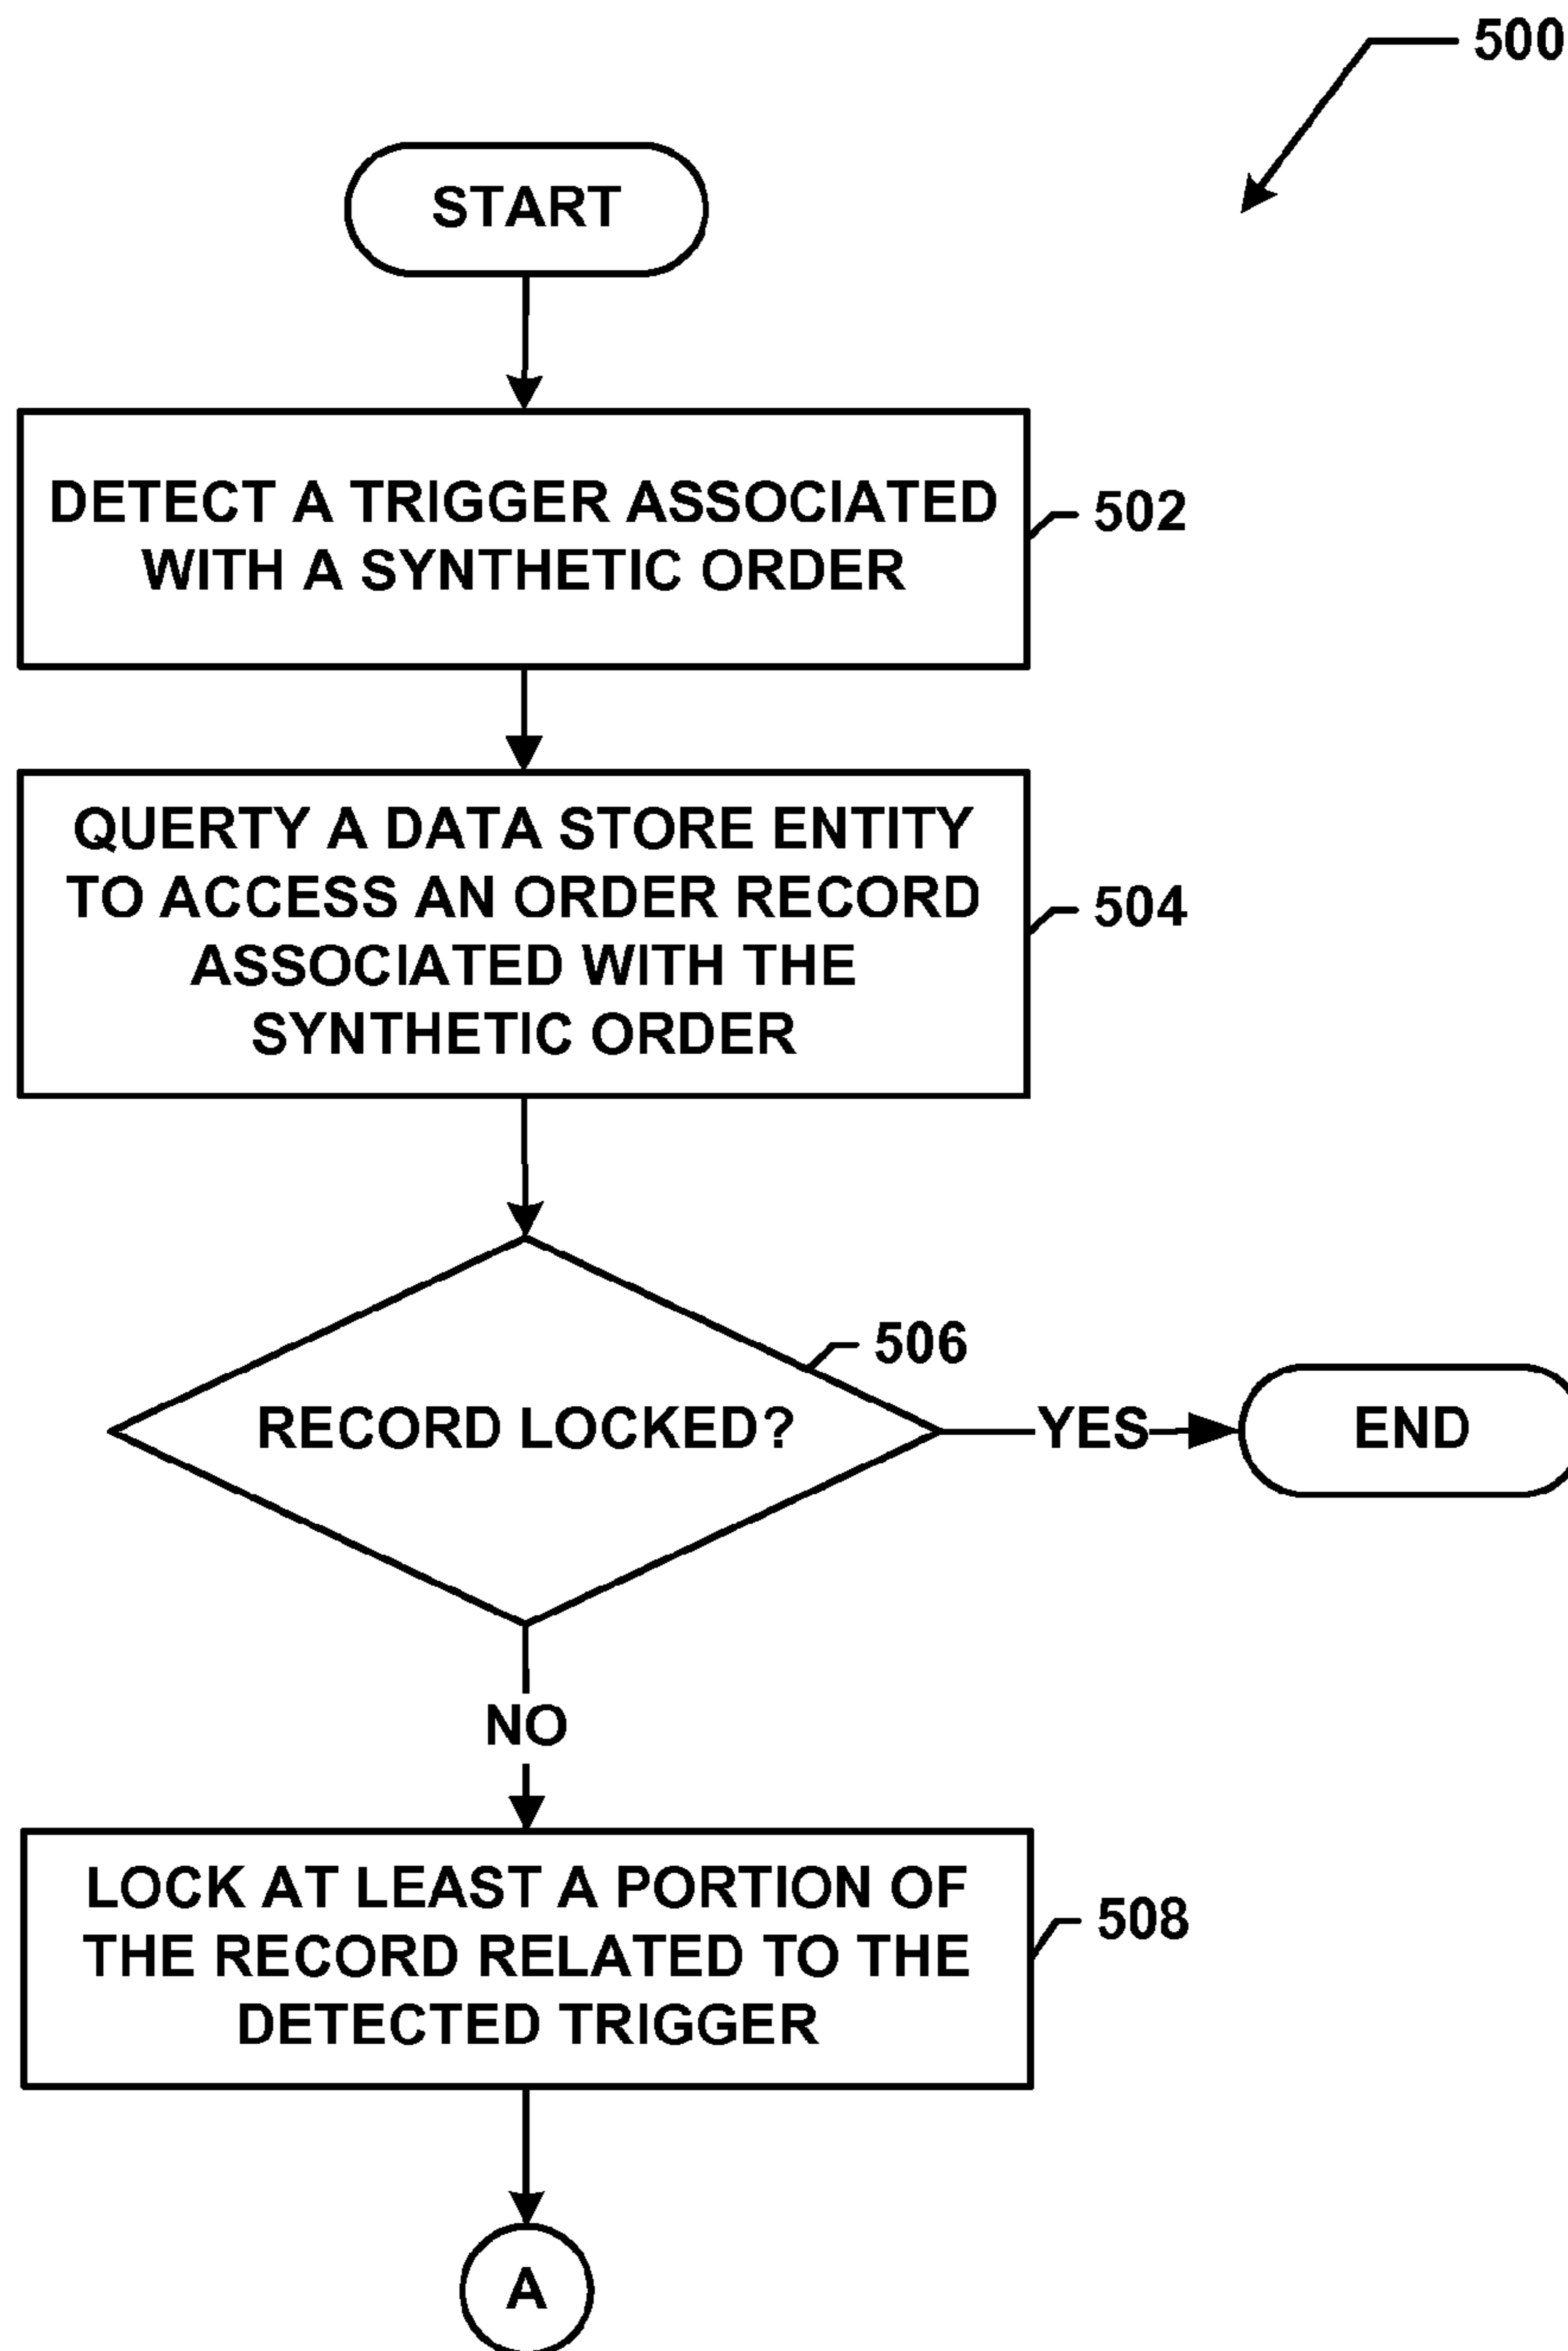 500
START
DETECT A TRIGGER ASSOCIATED
WITH A SYNTHETIC ORDER
502
QUERTY A DATA STORE ENTITY
TO ACCESS AN ORDER RECORD
ASSOCIATED WITH THE
SYNTHETIC ORDER
504
506
RECORD LOCKED?
YES
END
NO
LOCK AT LEAST A PORTION OF
THE RECORD RELATED TO THE
DETECTED TRIGGER
508
A